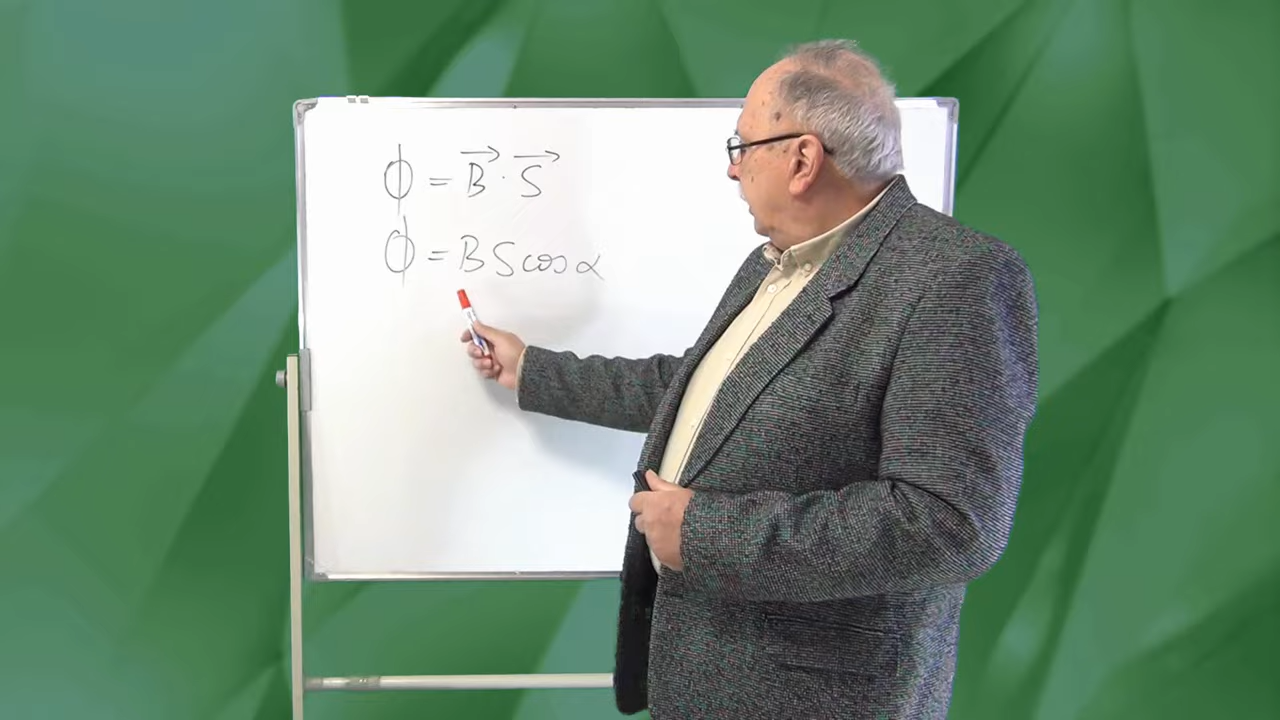 ϕ = B⃗ · S⃗
ϕ = B S cos α